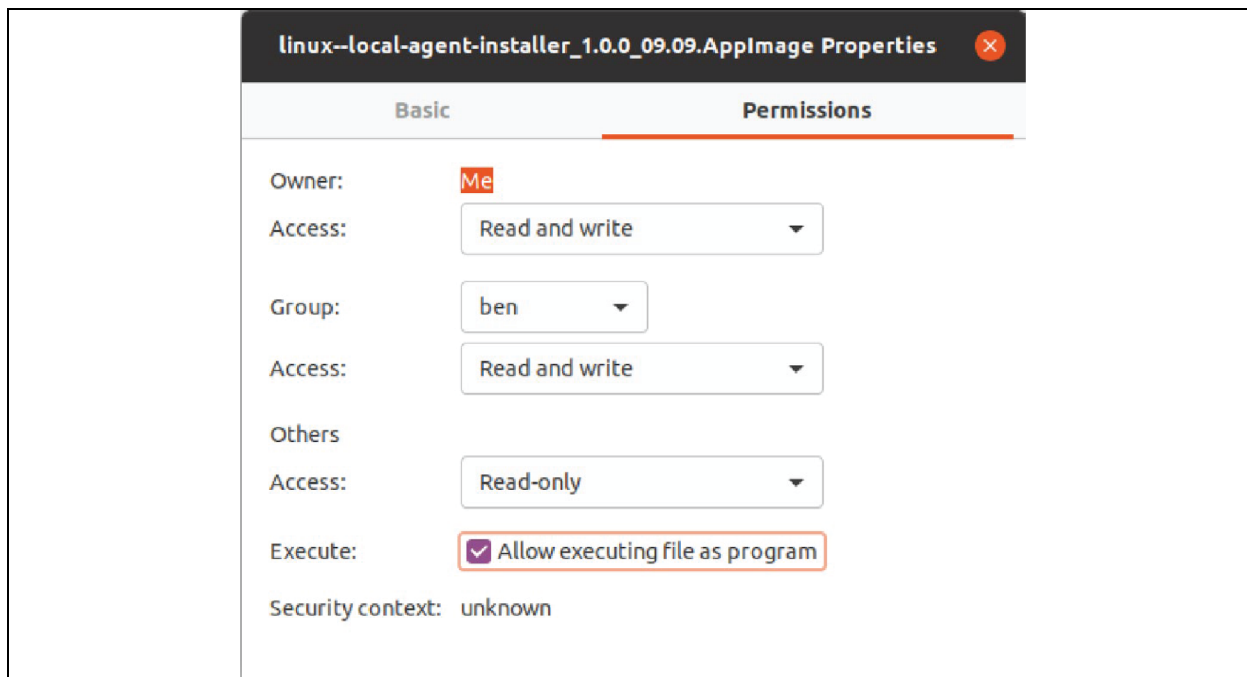 linux--local-agent-installer_1.0.0_09.09.AppImage Properties
Basic Permissions
Owner: Me
Access: Read and write
Group: ben
Access: Read and write
Others
Access: Read-only
Execute: Allow executing file as program
Security context: unknown